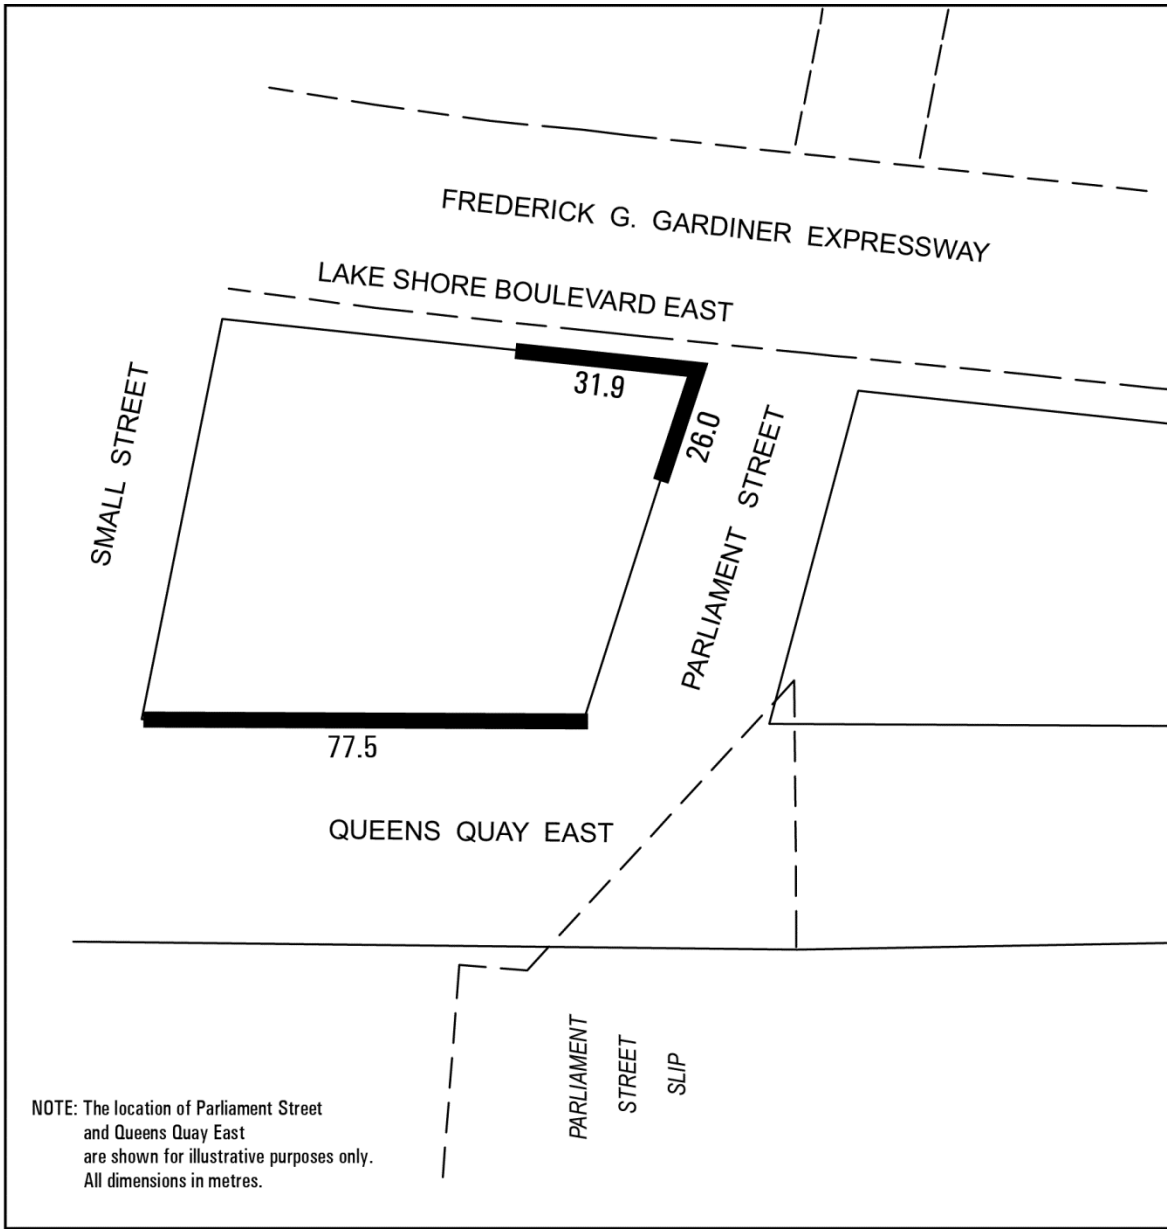 FREDERICK G. GARDINER EXPRESSWAY
LAKE SHORE BOULEVARD EAST
31.9
26.0
SMALL STREET
PARLIAMENT STREET
77.5
QUEENS QUAY EAST
PARLIAMENT
STREET
SLIP
NOTE: The location of Parliament Street
and Queens Quay East
are shown for illustrative purposes only.
All dimensions in metres.